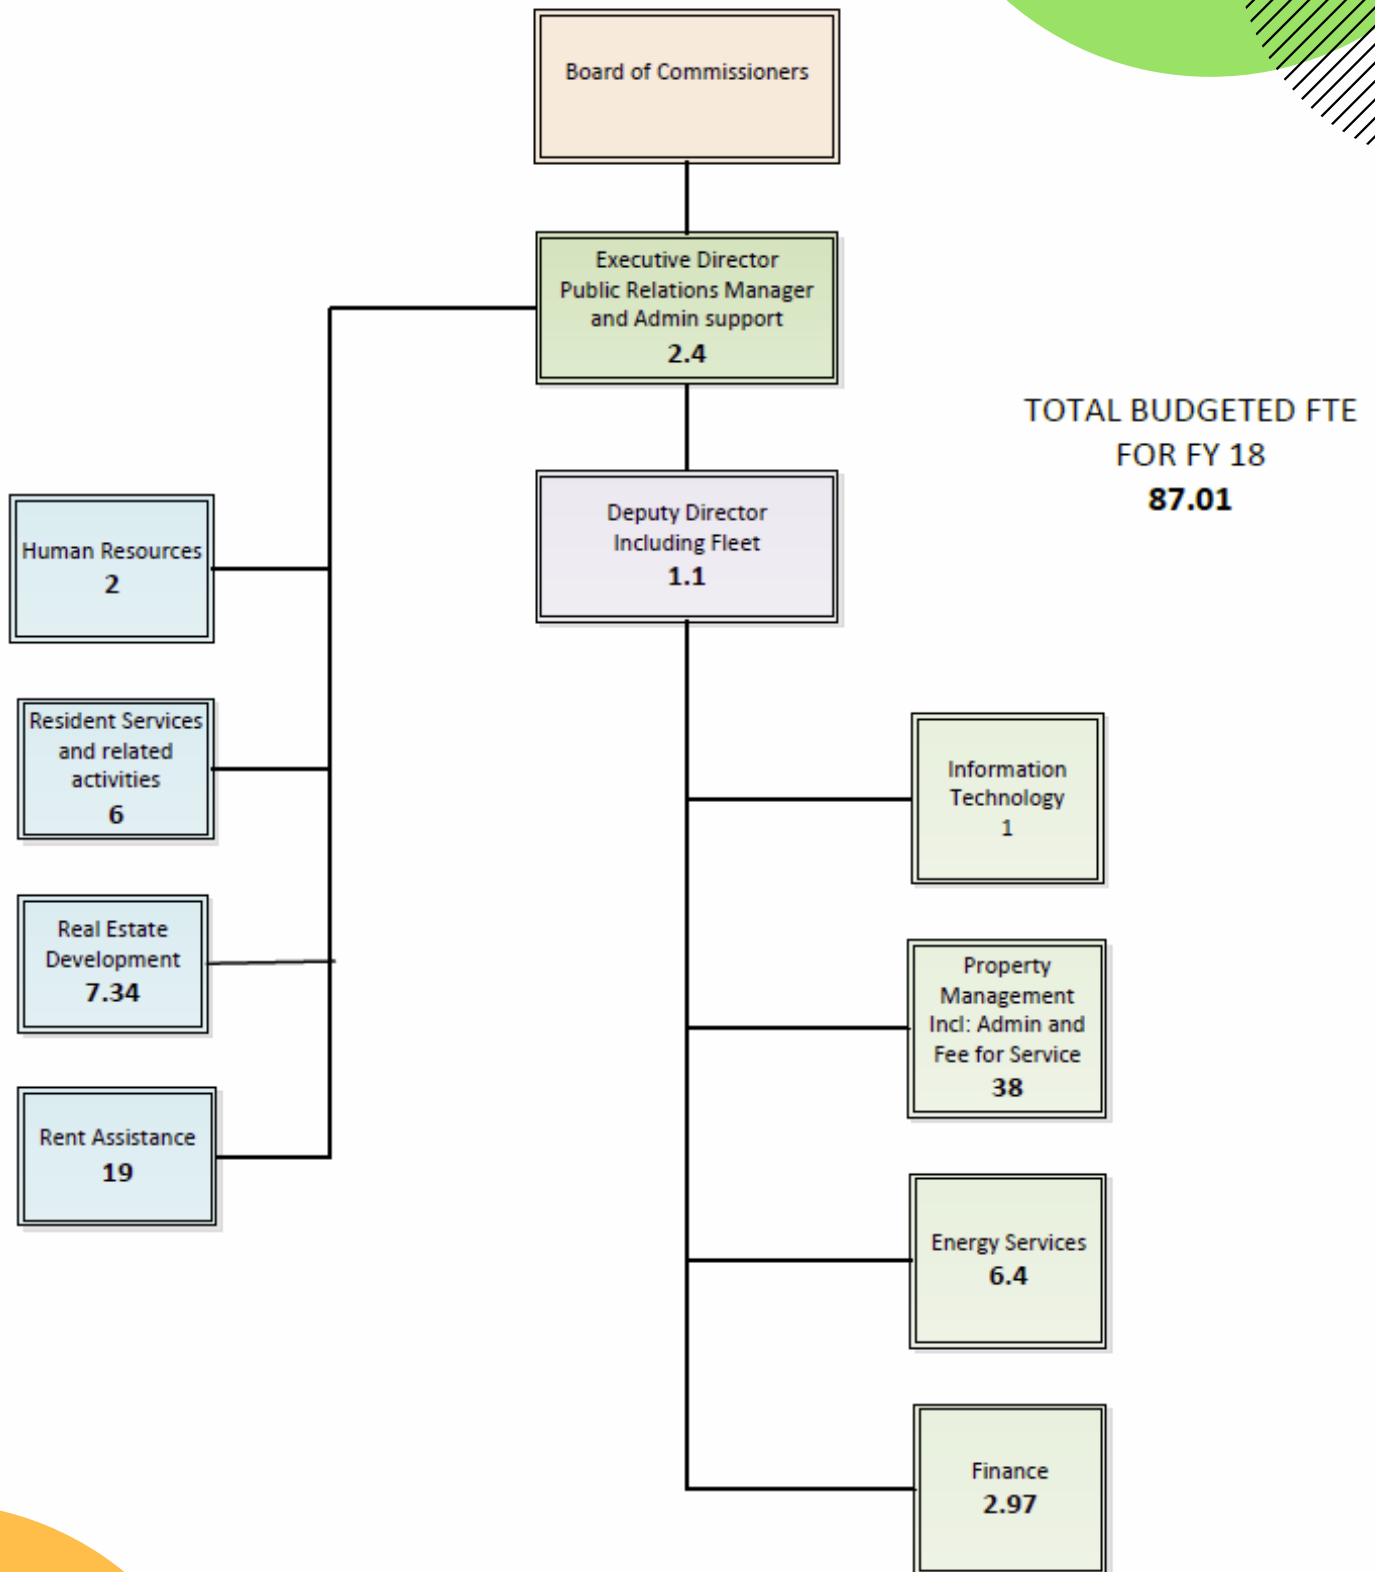 Board of Commissioners
Executive Director
Public Relations Manager
and Admin support
2.4
TOTAL BUDGETED FTE
FOR FY 18
87.01
Deputy Director
Including Fleet
1.1
Human Resources
2
Resident Services
and related
activities
6
Real Estate
Development
7.34
Rent Assistance
19
Information
Technology
1
Property
Management
Incl: Admin and
Fee for Service
38
Energy Services
6.4
Finance
2.97